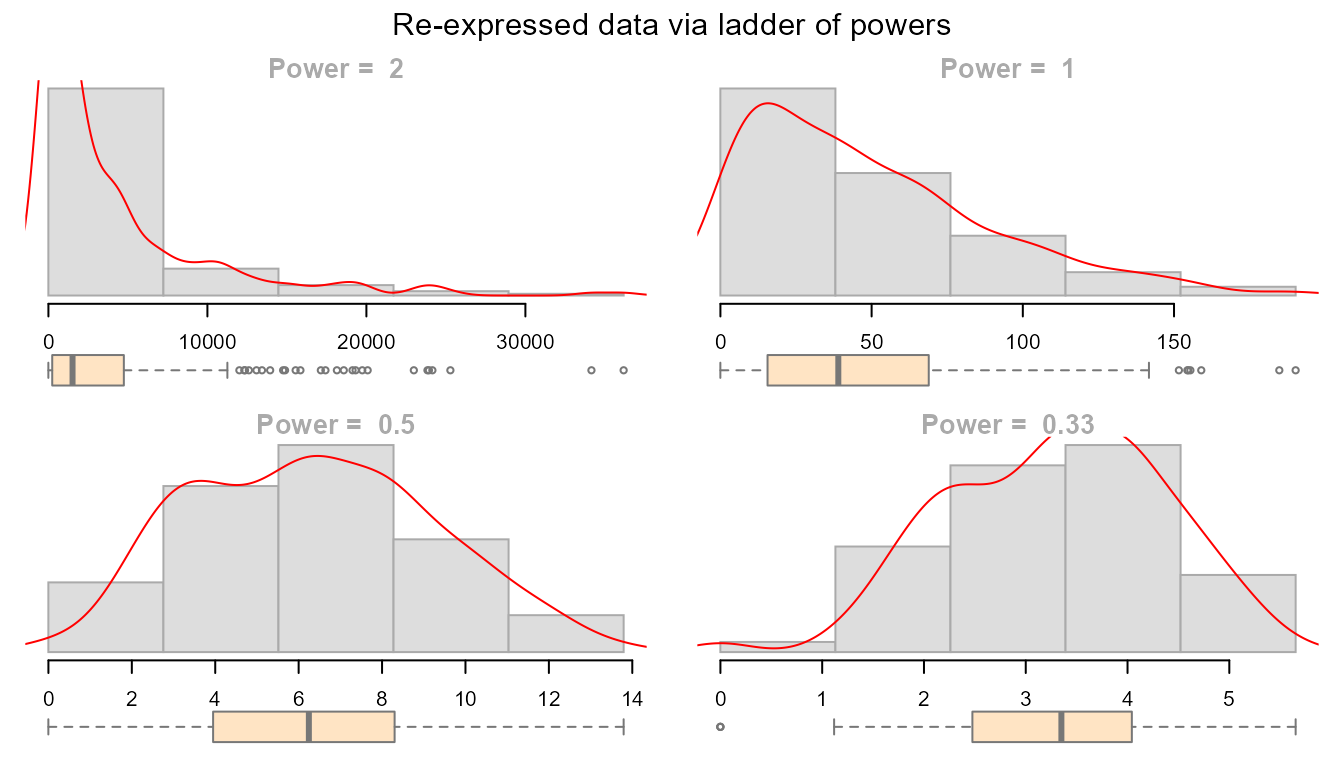 Re-expressed data via ladder of powers
Power = 2
Power = 1
0 10000 20000 30000
0 50 100 150
Power = 0.5
Power = 0.33
0 2 4 6 8 10 12 14
0 1 2 3 4 5